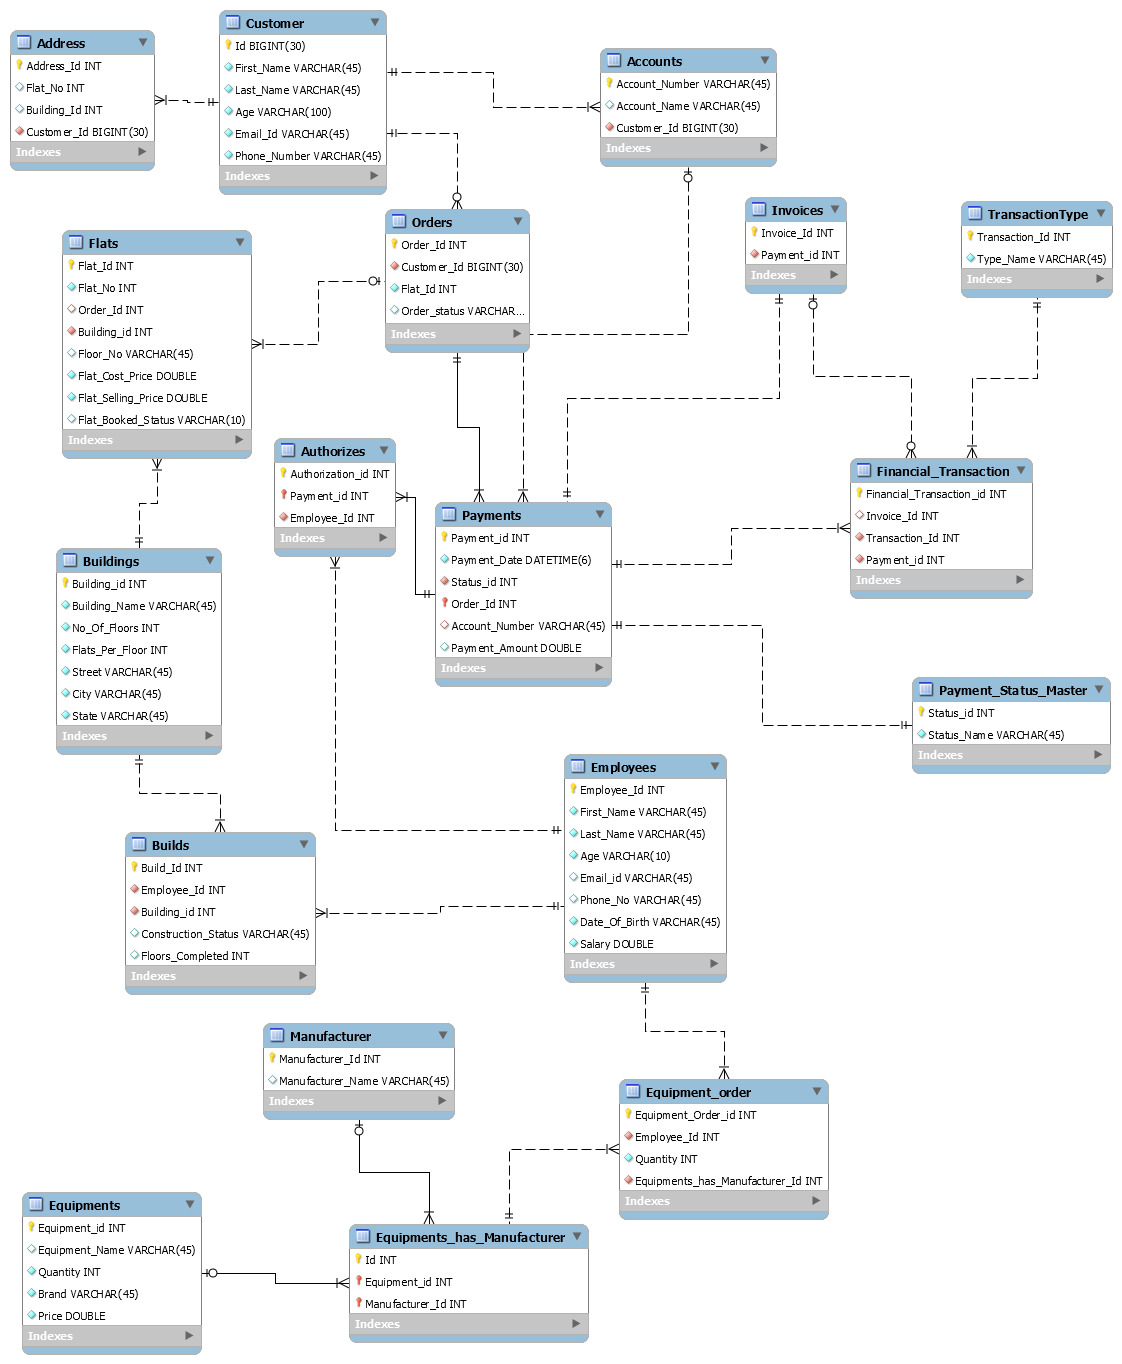 Customer
Id BIGINT(30)
First_Name VARCHAR(45)
Last_Name VARCHAR(45)
Age VARCHAR(100)
Email_Id VARCHAR(45)
Phone_Number VARCHAR(45)
Indexes
Address
Address_Id INT
Flat_No INT
Building_Id INT
Customer_Id BIGINT(30)
Indexes
Accounts
Account_Number VARCHAR(45)
Account_Name VARCHAR(45)
Customer_Id BIGINT(30)
Indexes
Invoices
Invoice_Id INT
Payment_id INT
Indexes
TransactionType
Transaction_Id INT
Type_Name VARCHAR(45)
Indexes
Orders
Order_Id INT
Customer_Id BIGINT(30)
Flat_Id INT
Order_status VARCHAR...
Indexes
Flats
Flat_Id INT
Flat_No INT
Order_Id INT
Building_id INT
Floor_No VARCHAR(45)
Flat_Cost_Price DOUBLE
Flat_Selling_Price DOUBLE
Flat_Booked_Status VARCHAR(10)
Indexes
Authorizes
Authorization_id INT
Payment_id INT
Employee_Id INT
Indexes
Financial_Transaction
Financial_Transaction_id INT
Invoice_Id INT
Transaction_Id INT
Payment_id INT
Indexes
Payments
Payment_id INT
Payment_Date DATETIME(6)
Status_id INT
Order_Id INT
Account_Number VARCHAR(45)
Payment_Amount DOUBLE
Indexes
Buildings
Building_id INT
Building_Name VARCHAR(45)
No_Of_Floors INT
Flats_Per_Floor INT
Street VARCHAR(45)
City VARCHAR(45)
State VARCHAR(45)
Indexes
Payment_Status_Master
Status_id INT
Status_Name VARCHAR(45)
Indexes
Employees
Employee_Id INT
First_Name VARCHAR(45)
Last_Name VARCHAR(45)
Age VARCHAR(10)
Email_id VARCHAR(45)
Phone_No VARCHAR(45)
Date_Of_Birth VARCHAR(45)
Salary DOUBLE
Indexes
Builds
Build_Id INT
Employee_Id INT
Building_id INT
Construction_Status VARCHAR(45)
Floors_Completed INT
Indexes
Manufacturer
Manufacturer_Id INT
Manufacturer_Name VARCHAR(45)
Indexes
Equipment_order
Equipment_Order_id INT
Employee_Id INT
Quantity INT
Equipments_has_Manufacturer_Id INT
Indexes
Equipments
Equipment_id INT
Equipment_Name VARCHAR(45)
Quantity INT
Brand VARCHAR(45)
Price DOUBLE
Indexes
Equipments_has_Manufacturer
Id INT
Equipment_id INT
Manufacturer_Id INT
Indexes